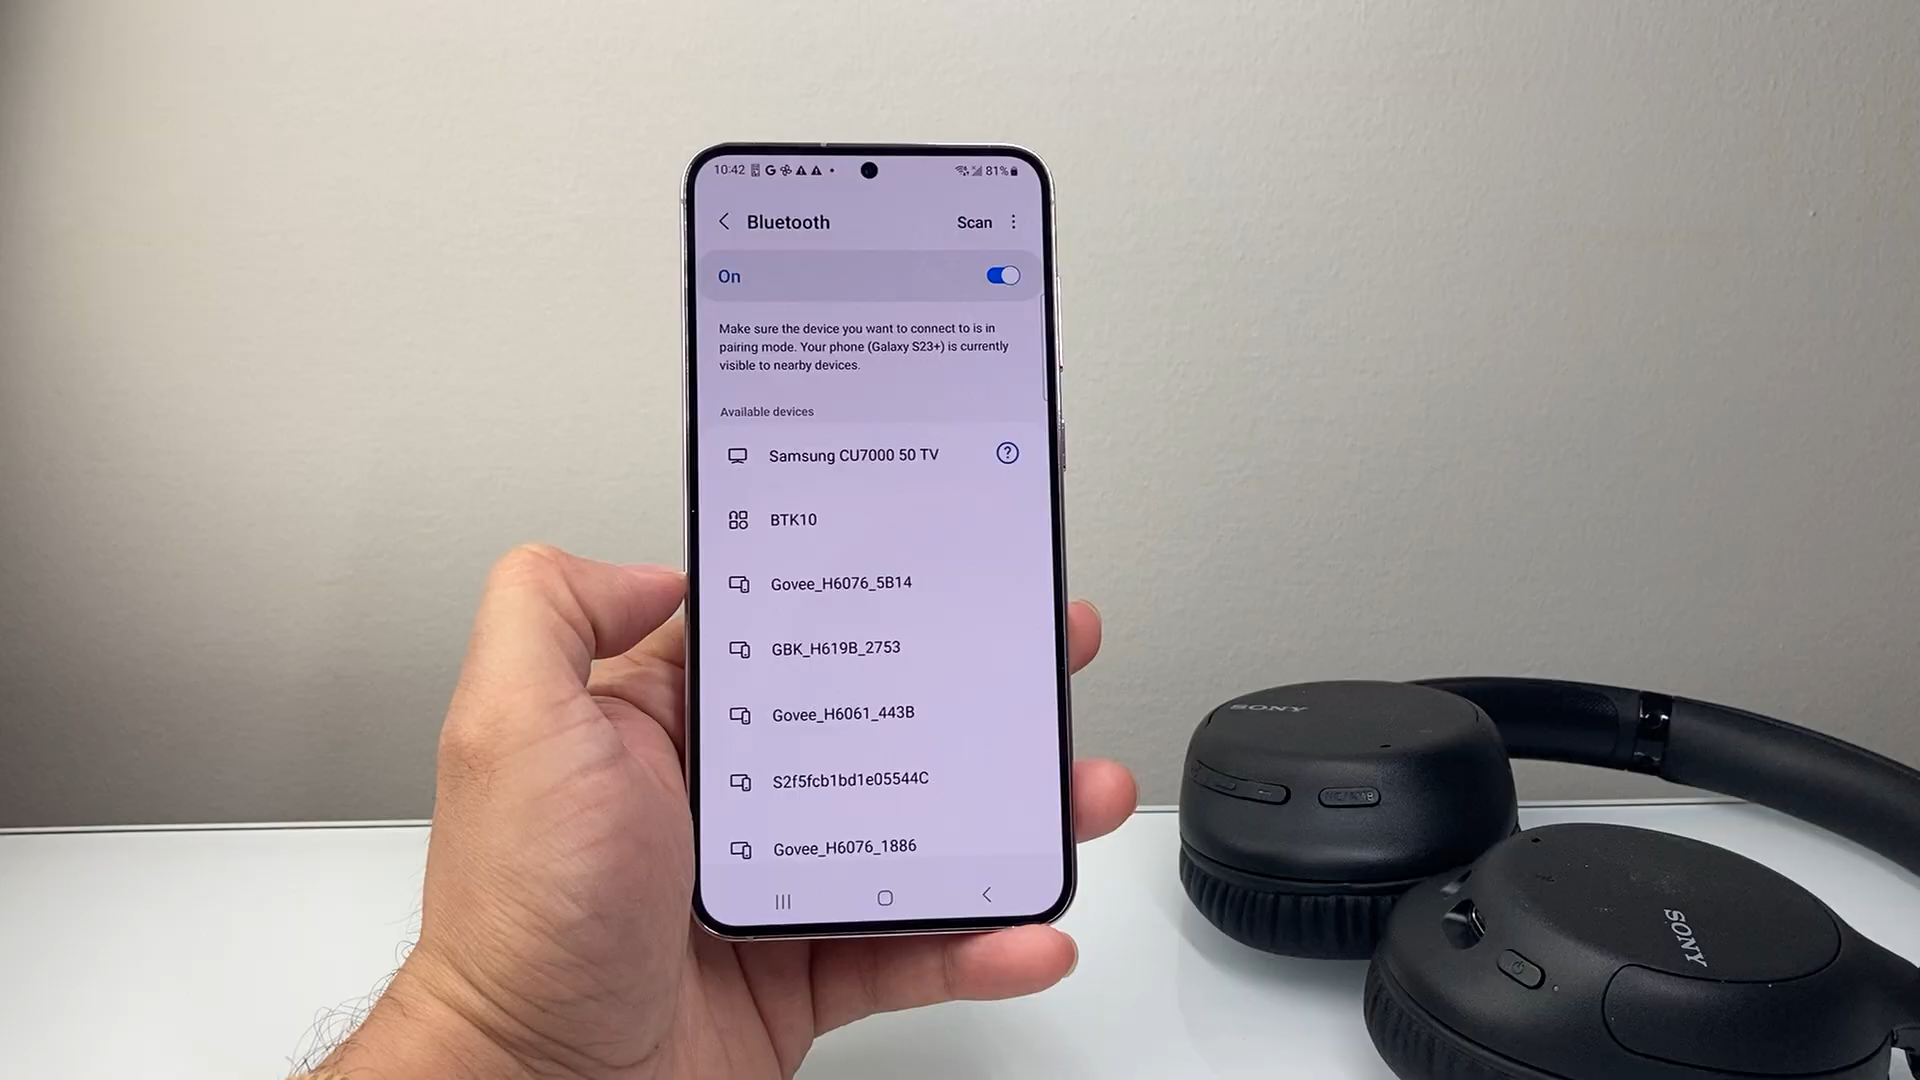 10:42
81%
Bluetooth
Scan
On
Make sure the device you want to connect to is in
pairing mode. Your phone (Galaxy S23+) is currently
visible to nearby devices.
Available devices
Samsung CU7000 50 TV
BTK10
Govee_H6076_5B14
GBK_H619B_2753
Govee_H6061_443B
S2f5fcb1bd1e05544C
Govee_H6076_1886
SONY
NC/AMB
SONY